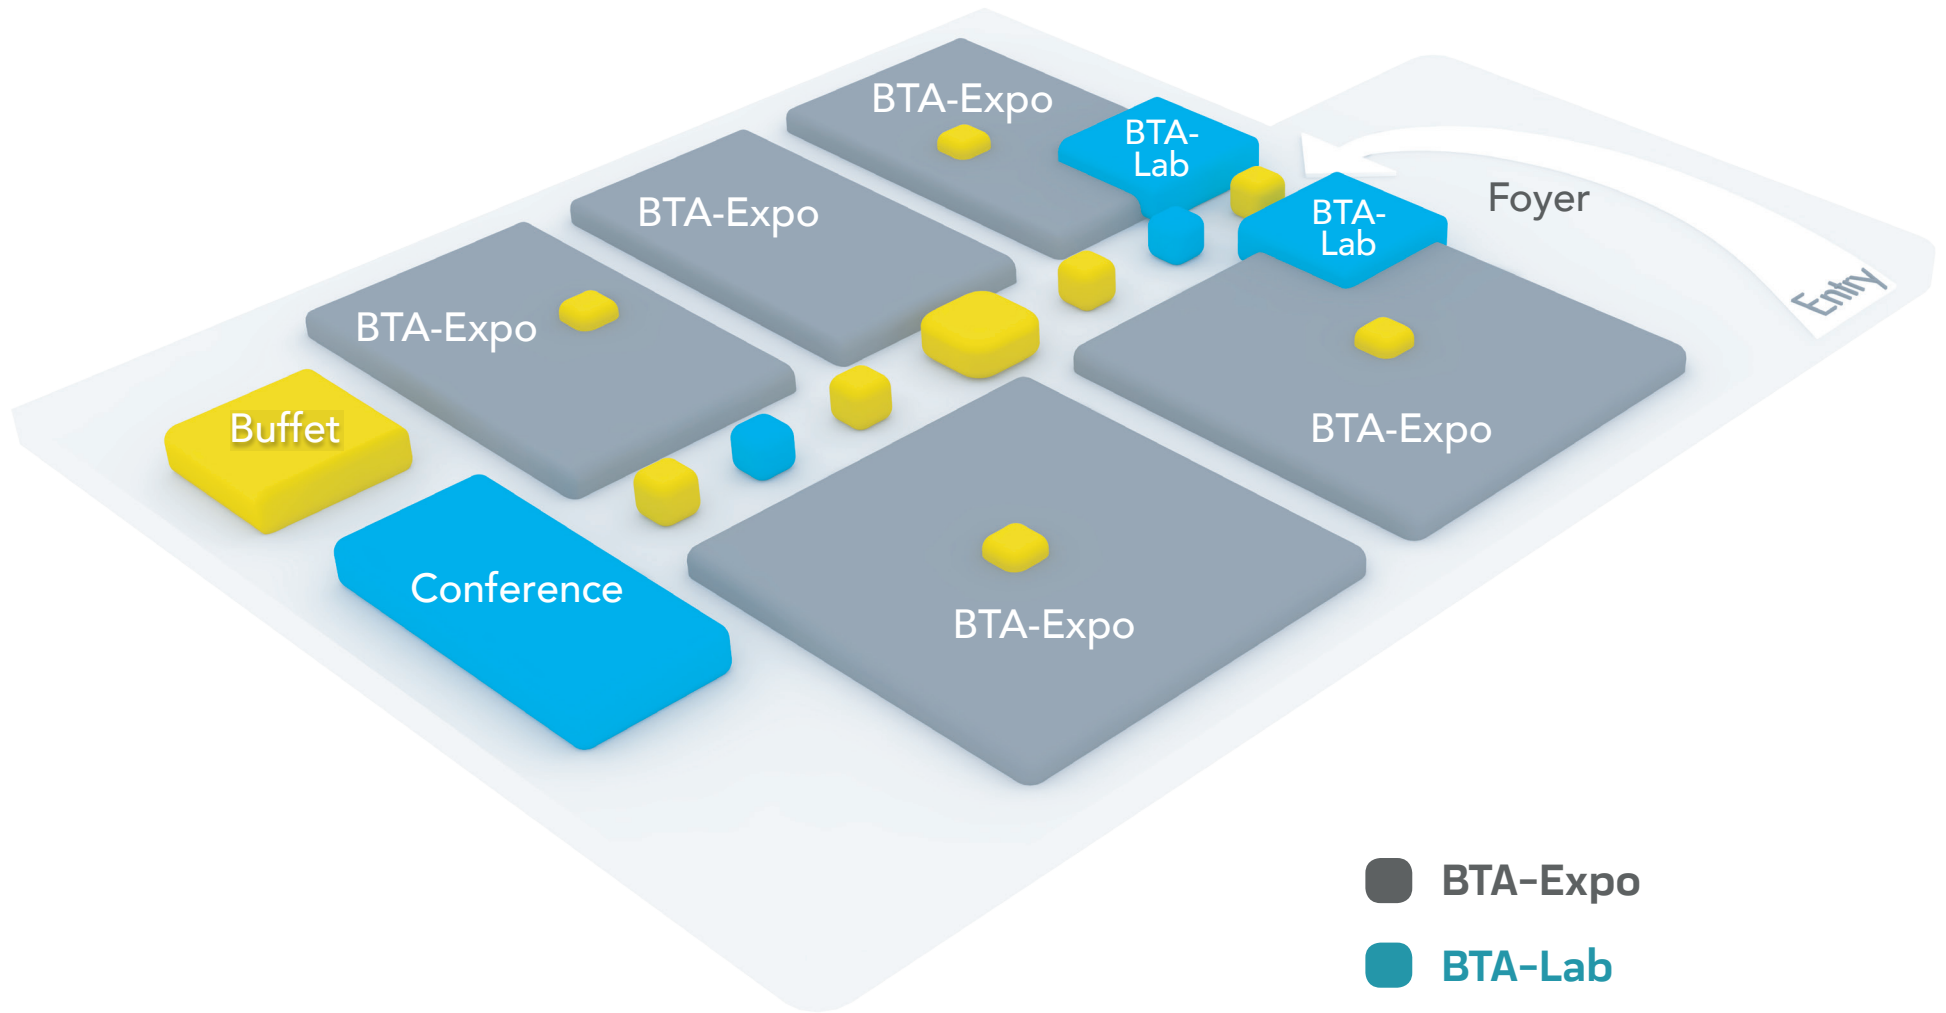 BTA-Expo
BTA-
Lab
BTA-Expo
BTA-
Lab
Foyer
Entry
BTA-Expo
Buffet
BTA-Expo
Conference
BTA-Expo
BTA-Expo
BTA-Lab